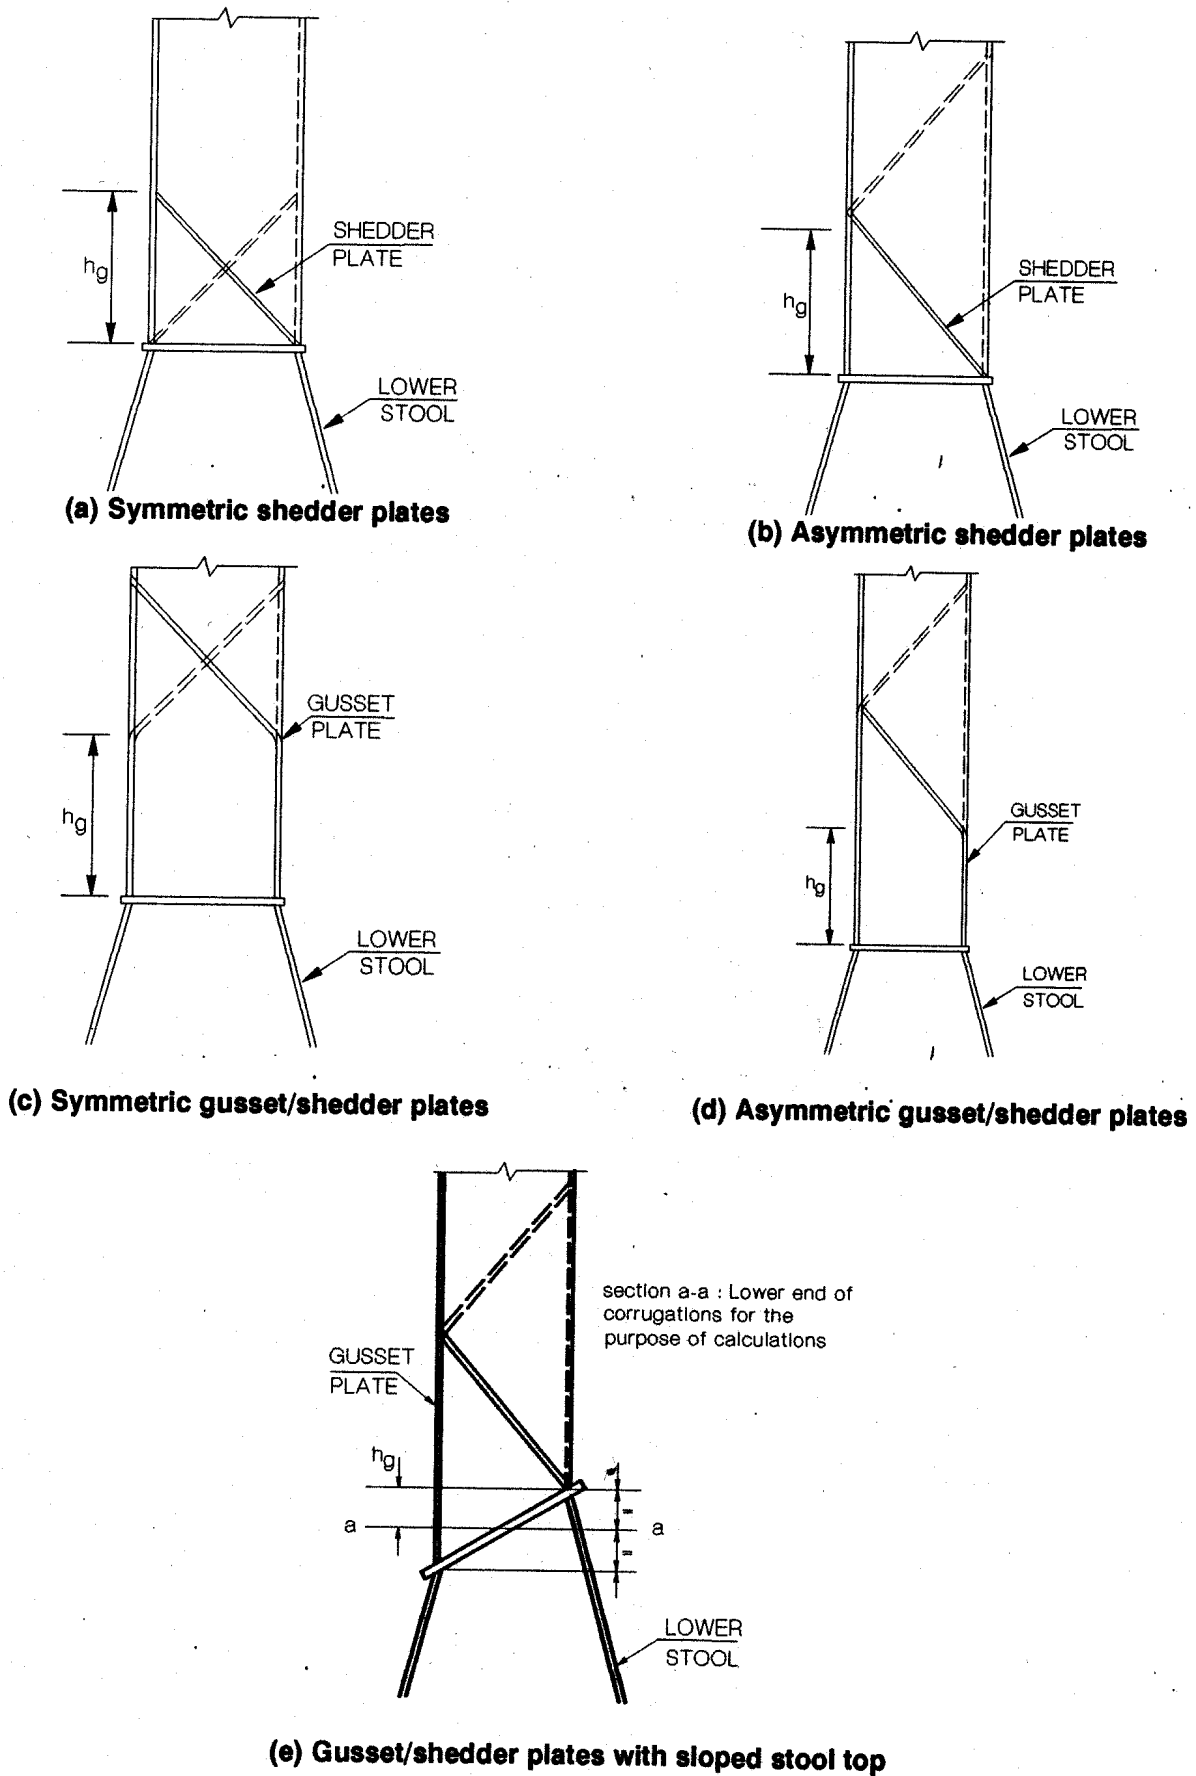 hg
SHEDDER
PLATE
LOWER
STOOL
(a) Symmetric shedder plates
hg
SHEDDER
PLATE
LOWER
STOOL
(b) Asymmetric shedder plates
GUSSET
PLATE
hg
LOWER
STOOL
(c) Symmetric gusset/shedder plates
GUSSET
PLATE
hg
LOWER
STOOL
(d) Asymmetric gusset/shedder plates
section a-a : Lower end of
corrugations for the
purpose of calculations
GUSSET
PLATE
hg
a
a
LOWER
STOOL
(e) Gusset/shedder plates with sloped stool top